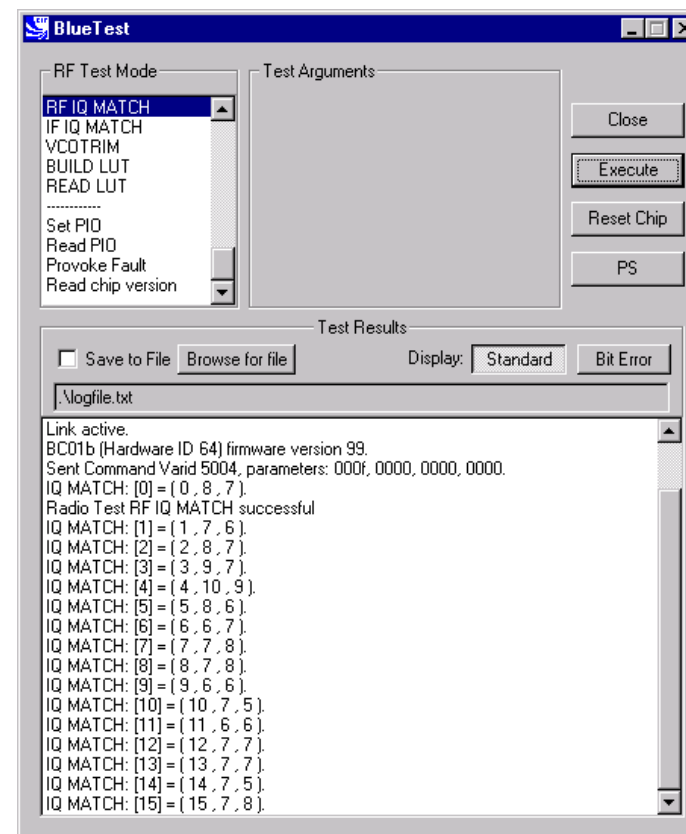 BlueTest
RF Test Mode
RF IQ MATCH
IF IQ MATCH
VCOTRIM
BUILD LUT
READ LUT
------------
Set PIO
Read PIO
Provoke Fault
Read chip version
Test Arguments
Close
Execute
Reset Chip
PS
Test Results
Save to File
Browse for file
Display:
Standard
Bit Error
.\logfile.txt
Link active.
BC01b (Hardware ID 64) firmware version 99.
Sent Command Varid 5004, parameters: 000f, 0000, 0000, 0000.
IQ MATCH: [0] = ( 0 , 8 , 7 ).
Radio Test RF IQ MATCH successful
IQ MATCH: [1] = ( 1 , 7 , 6 ).
IQ MATCH: [2] = ( 2 , 8 , 7 ).
IQ MATCH: [3] = ( 3 , 9 , 7 ).
IQ MATCH: [4] = ( 4 , 10 , 9 ).
IQ MATCH: [5] = ( 5 , 8 , 6 ).
IQ MATCH: [6] = ( 6 , 6 , 7 ).
IQ MATCH: [7] = ( 7 , 7 , 8 ).
IQ MATCH: [8] = ( 8 , 7 , 8 ).
IQ MATCH: [9] = ( 9 , 6 , 6 ).
IQ MATCH: [10] = ( 10 , 7 , 5 ).
IQ MATCH: [11] = ( 11 , 6 , 6 ).
IQ MATCH: [12] = ( 12 , 7 , 7 ).
IQ MATCH: [13] = ( 13 , 7 , 7 ).
IQ MATCH: [14] = ( 14 , 7 , 5 ).
IQ MATCH: [15] = ( 15 , 7 , 8 ).